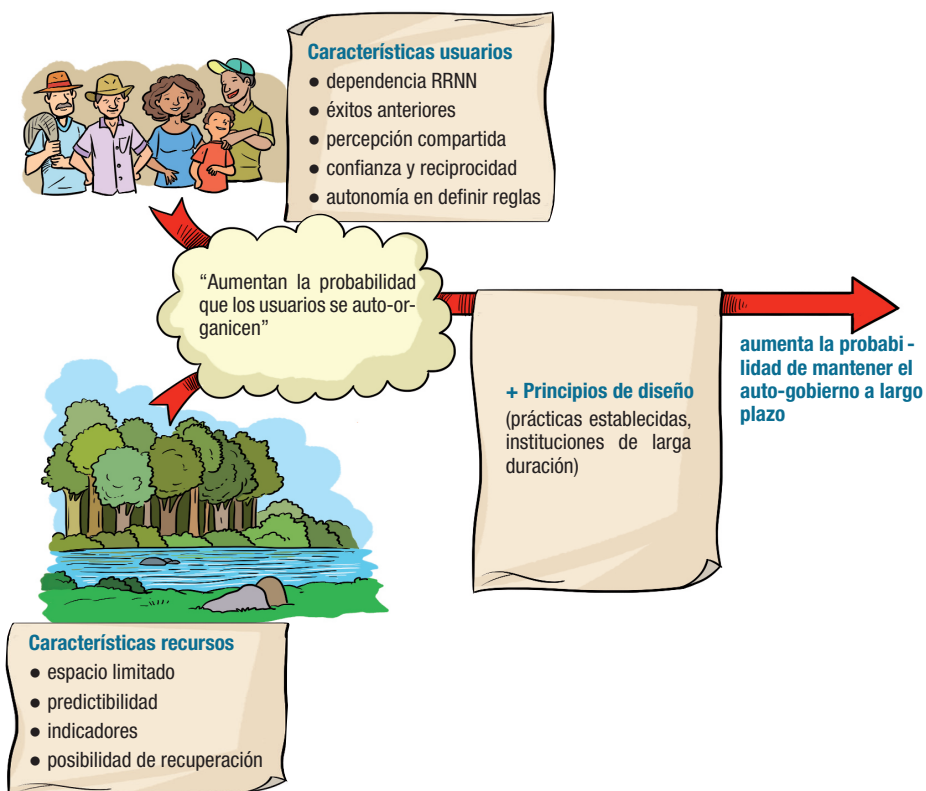 Características usuarios
● dependencia RRNN
● éxitos anteriores
● percepción compartida
● confianza y reciprocidad
● autonomía en definir reglas
“Aumentan la probabilidad
que los usuarios se auto-or-
ganicen”
+ Principios de diseño
(prácticas establecidas,
instituciones de larga
duración)
aumenta la probabi -
lidad de mantener el
auto-gobierno a largo
plazo
Características recursos
● espacio limitado
● predictibilidad
● indicadores
● posibilidad de recuperación